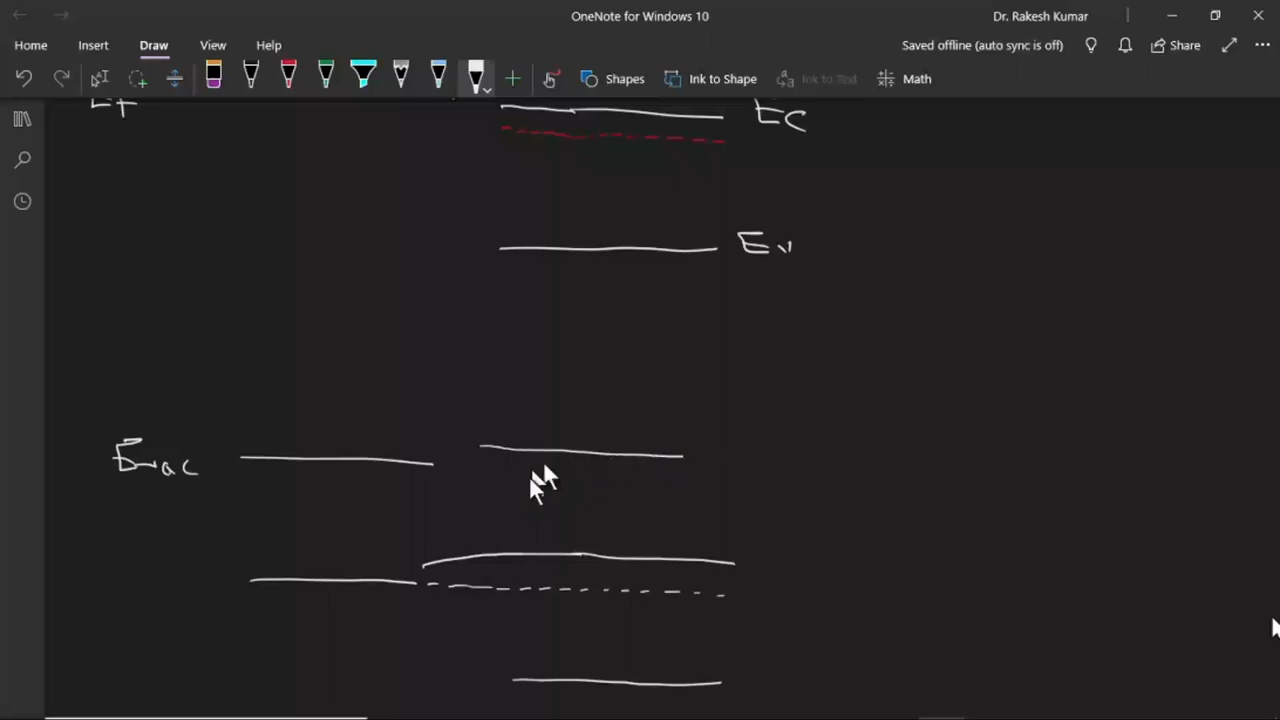 OneNote for Windows 10
Dr. Rakesh Kumar
Home Insert Draw View Help
Saved offline (auto sync is off)
Share
Shapes
Ink to Shape
Ink to Text
Math
Ef
Ec
Ev
Evac